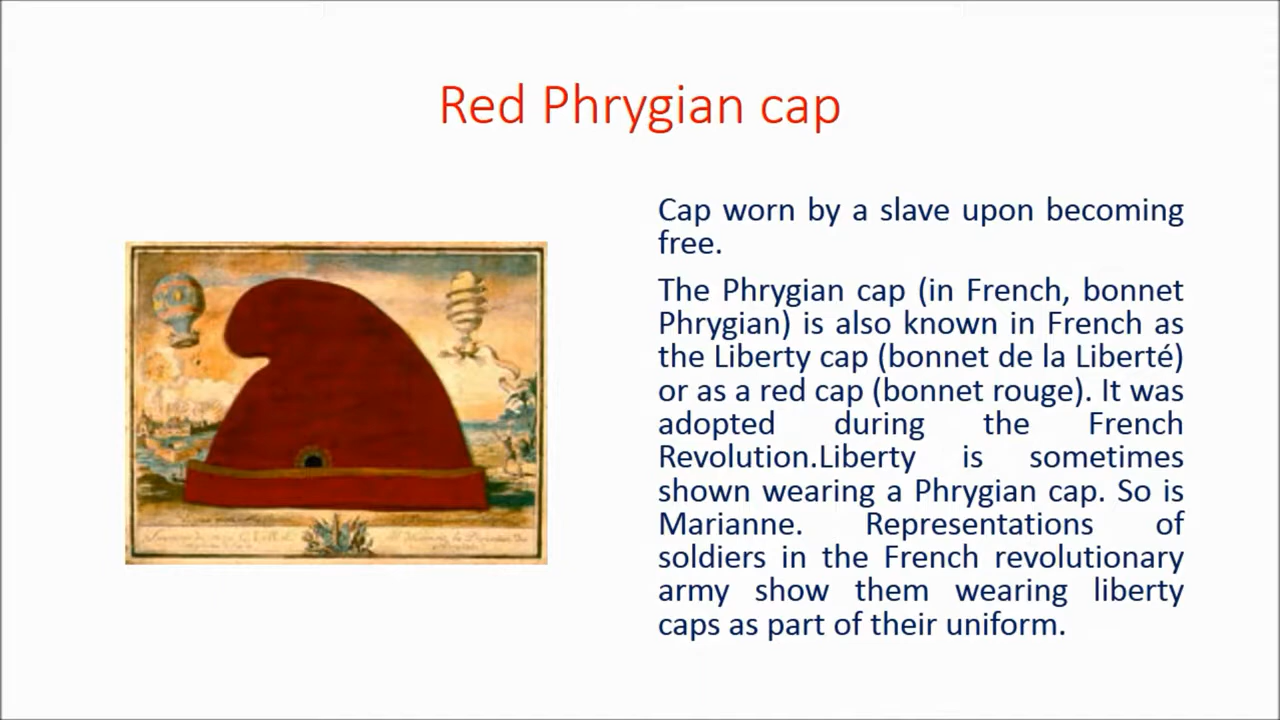 Red Phrygian cap
Cap worn by a slave upon becoming
free.
The Phrygian cap (in French, bonnet
Phrygian) is also known in French as
the Liberty cap (bonnet de la Liberté)
or as a red cap (bonnet rouge). It was
adopted during the French
Revolution.Liberty is sometimes
shown wearing a Phrygian cap. So is
Marianne. Representations of
soldiers in the French revolutionary
army show them wearing liberty
caps as part of their uniform.